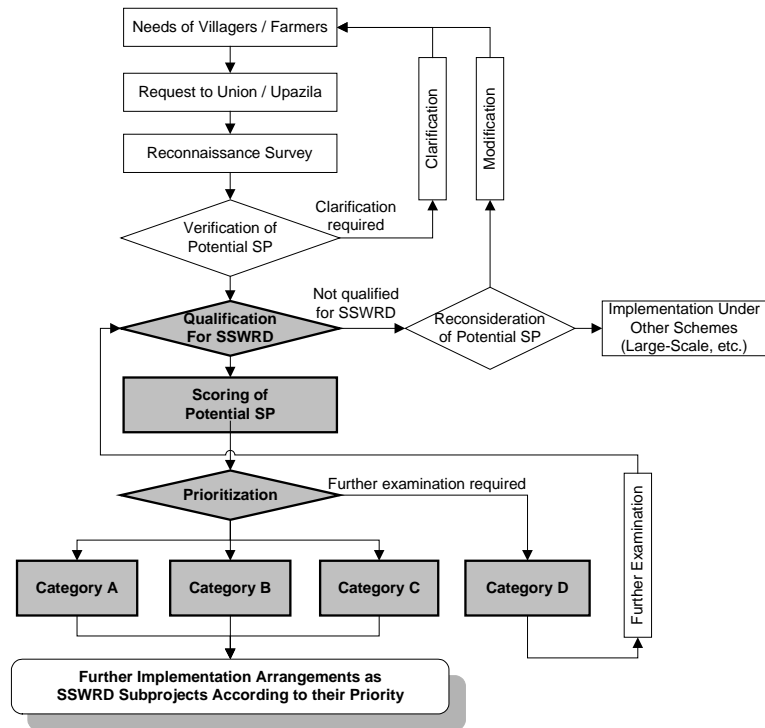 Needs of Villagers / Farmers
Request to Union / Upazila
Reconnaissance Survey
Clarification
Modification
Verification of
Potential SP
Clarification
required
Qualification
For SSWRD
Not qualified
for SSWRD
Reconsideration
of Potential SP
Implementation Under
Other Schemes
(Large-Scale, etc.)
Scoring of
Potential SP
Prioritization
Further examination required
Further Examination
Category A
Category B
Category C
Category D
Further Implementation Arrangements as
SSWRD Subprojects According to their Priority